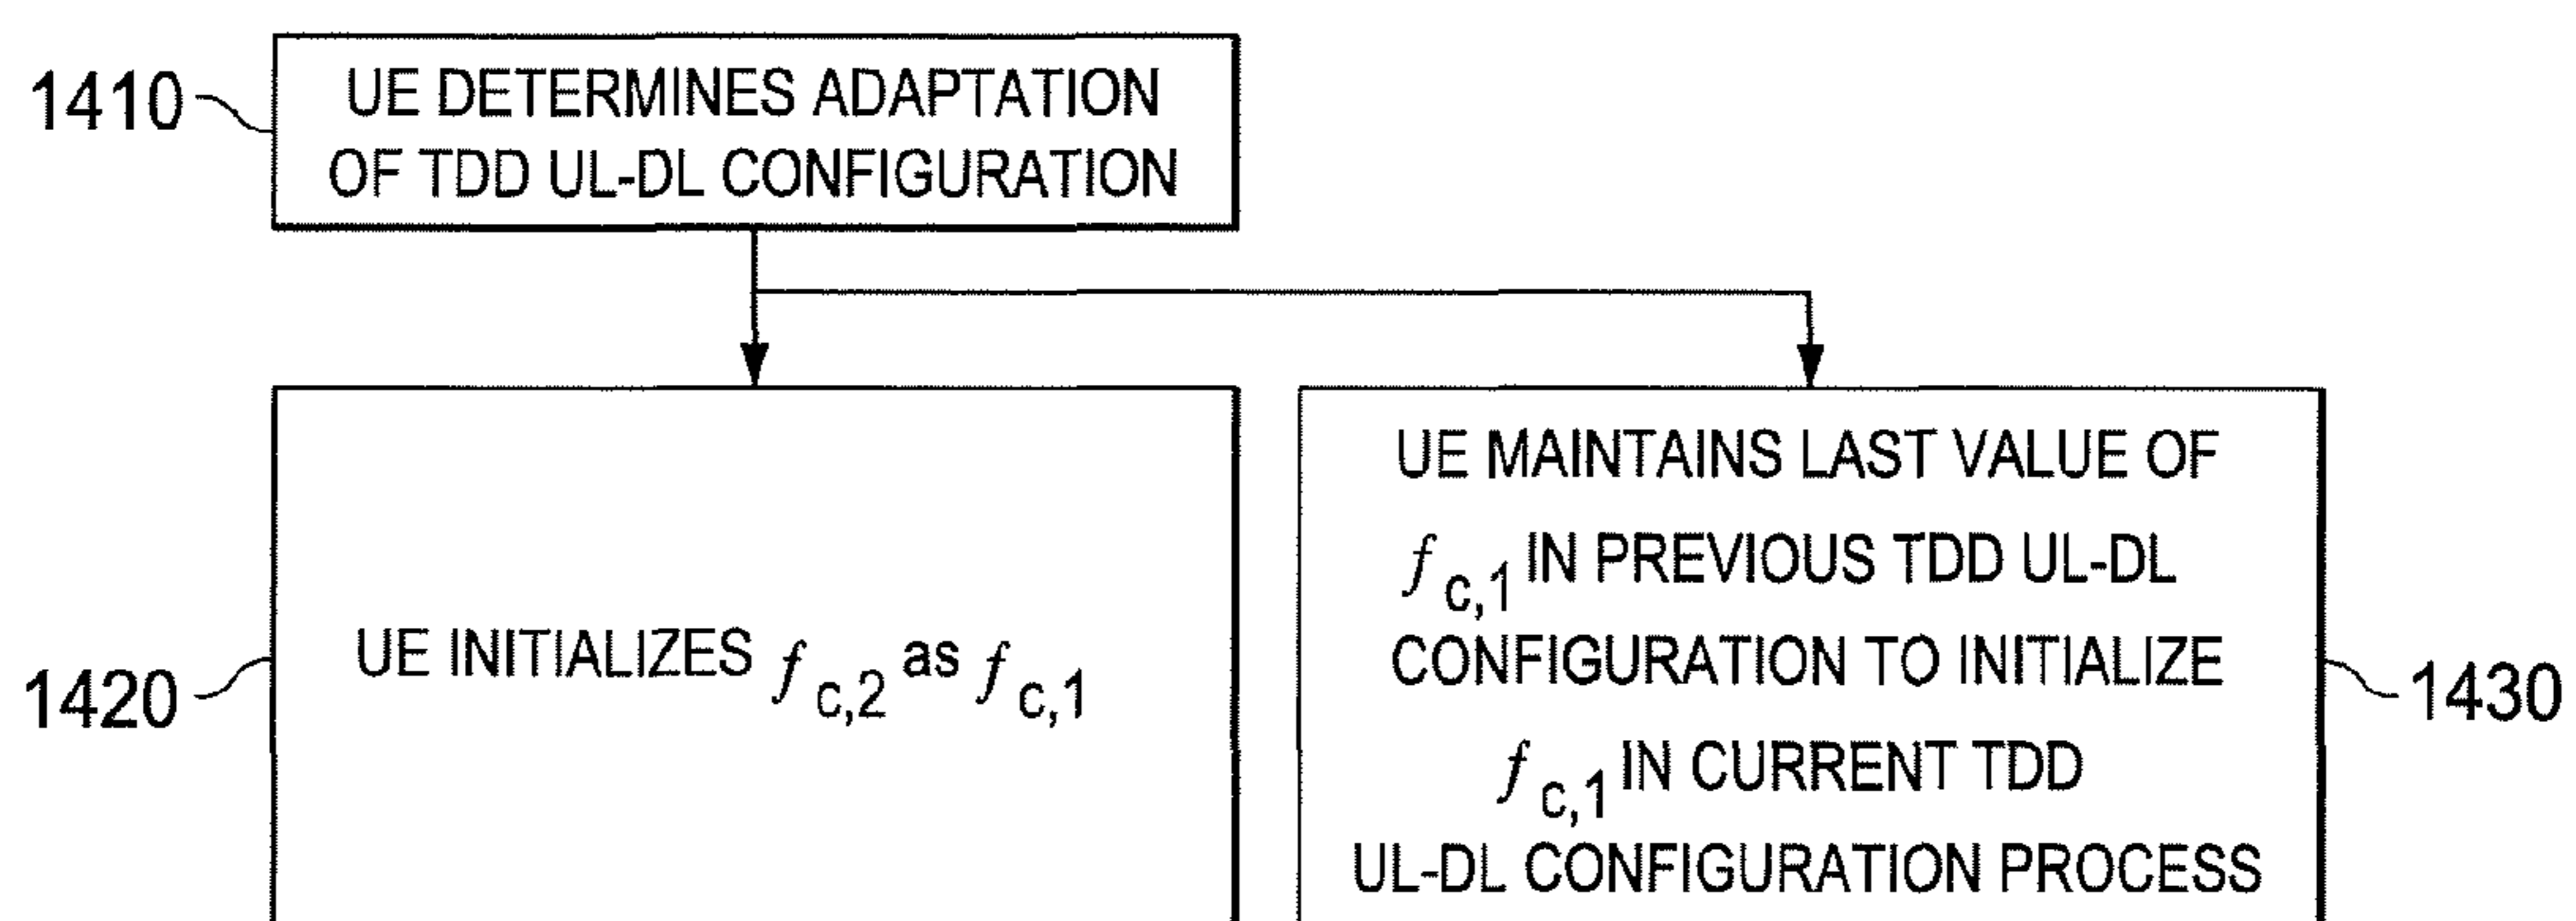 1410
UE DETERMINES ADAPTATION
OF TDD UL-DL CONFIGURATION
1420
UE INITIALIZES f c,2 as f c,1
UE MAINTAINS LAST VALUE OF
f c,1 IN PREVIOUS TDD UL-DL
CONFIGURATION TO INITIALIZE
f c,1 IN CURRENT TDD
UL-DL CONFIGURATION PROCESS
1430